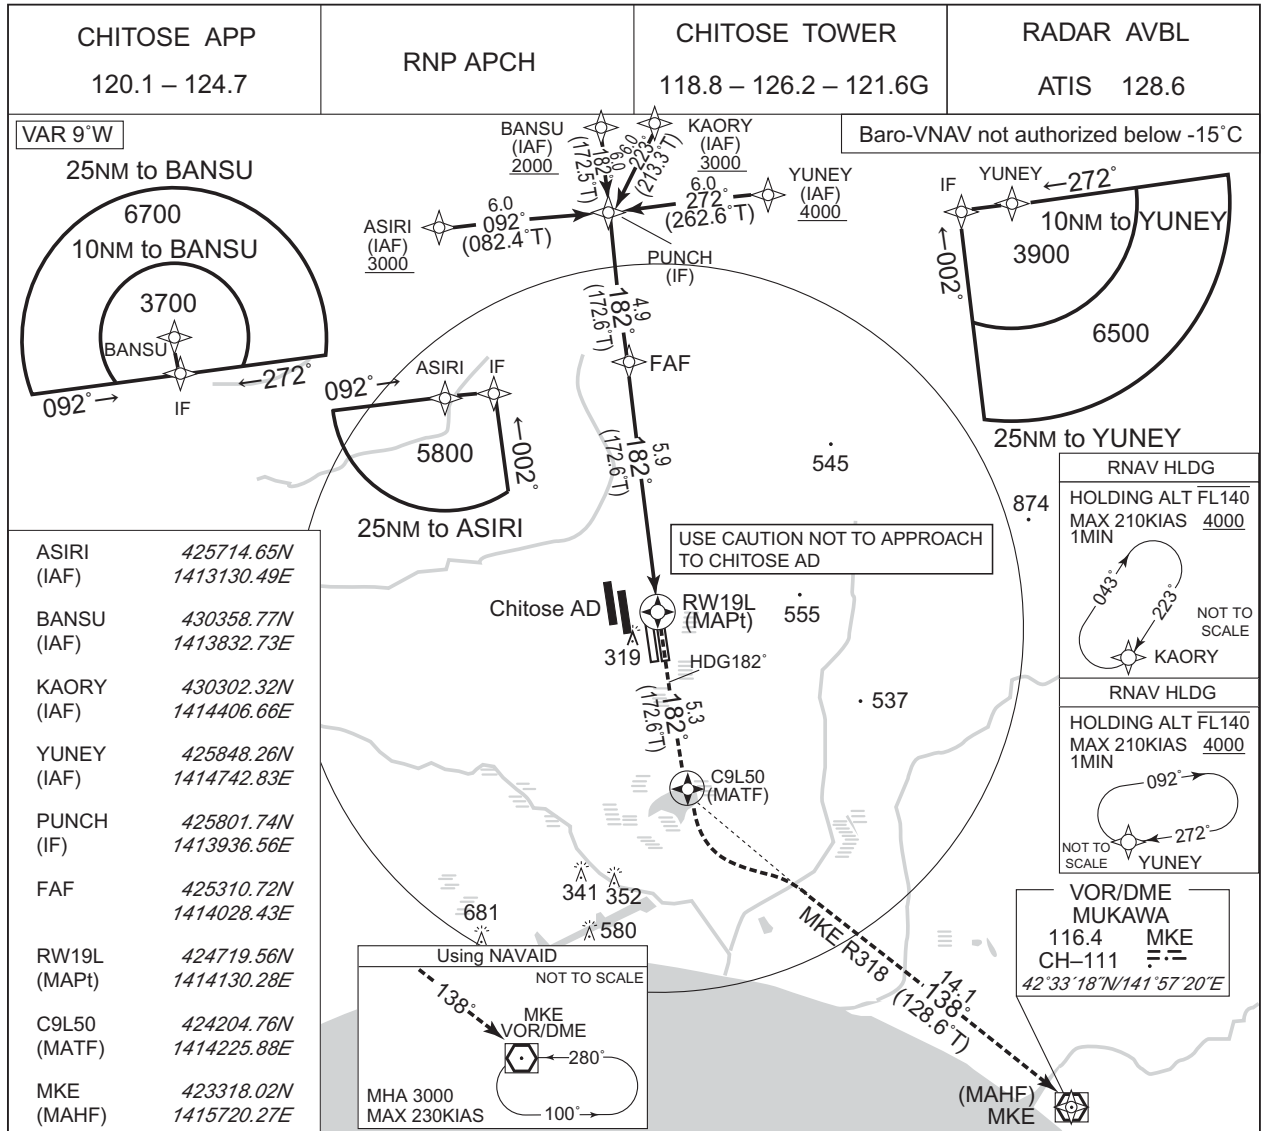 CHITOSE APP
120.1 – 124.7
RNP APCH
CHITOSE TOWER
118.8 – 126.2 – 121.6G
RADAR AVBL
ATIS 128.6
VAR 9˚W
Baro-VNAV not authorized below -15˚C
25NM to BANSU
6700
10NM to BANSU
3700
BANSU
IF
092˚→
←272˚
BANSU
(IAF)
2000
6.0
182˚
(172.5˚T)
KAORY
(IAF)
3000
6.0
223˚
(213.3˚T)
YUNEY
(IAF)
4000
6.0
272˚
(262.6˚T)
ASIRI
(IAF)
3000
6.0
092˚
(082.4˚T)
PUNCH
(IF)
IF
YUNEY
←272˚
10NM to YUNEY
3900
←002˚
6500
25NM to YUNEY
4.9
182˚
(172.6˚T)
FAF
092˚→
ASIRI
IF
5800
←002˚
25NM to ASIRI
5.9
182˚
(172.6˚T)
545
874
USE CAUTION NOT TO APPROACH
TO CHITOSE AD
Chitose AD
RW19L
(MAPt)
555
319
HDG182˚
5.3
182˚
(172.6˚T)
537
C9L50
(MATF)
341
352
681
580
MKE R318
14.1
138˚
(128.6˚T)
(MAHF)
MKE
RNAV HLDG
HOLDING ALT FL140
MAX 210KIAS 4000
1MIN
043˚
223˚
NOT TO
SCALE
KAORY
RNAV HLDG
HOLDING ALT FL140
MAX 210KIAS 4000
1MIN
092˚
272˚
NOT TO
SCALE
YUNEY
VOR/DME
MUKAWA
116.4 MKE
CH–111
42˚33´18˝N/141˚57´20˝E
Using NAVAID
NOT TO SCALE
138˚
MKE
VOR/DME
280˚
100˚
MHA 3000
MAX 230KIAS
ASIRI 425714.65N
(IAF) 1413130.49E
BANSU 430358.77N
(IAF) 1413832.73E
KAORY 430302.32N
(IAF) 1414406.66E
YUNEY 425848.26N
(IAF) 1414742.83E
PUNCH 425801.74N
(IF) 1413936.56E
FAF 425310.72N
1414028.43E
RW19L 424719.56N
(MAPt) 1414130.28E
C9L50 424204.76N
(MATF) 1414225.88E
MKE 423318.02N
(MAHF) 1415720.27E